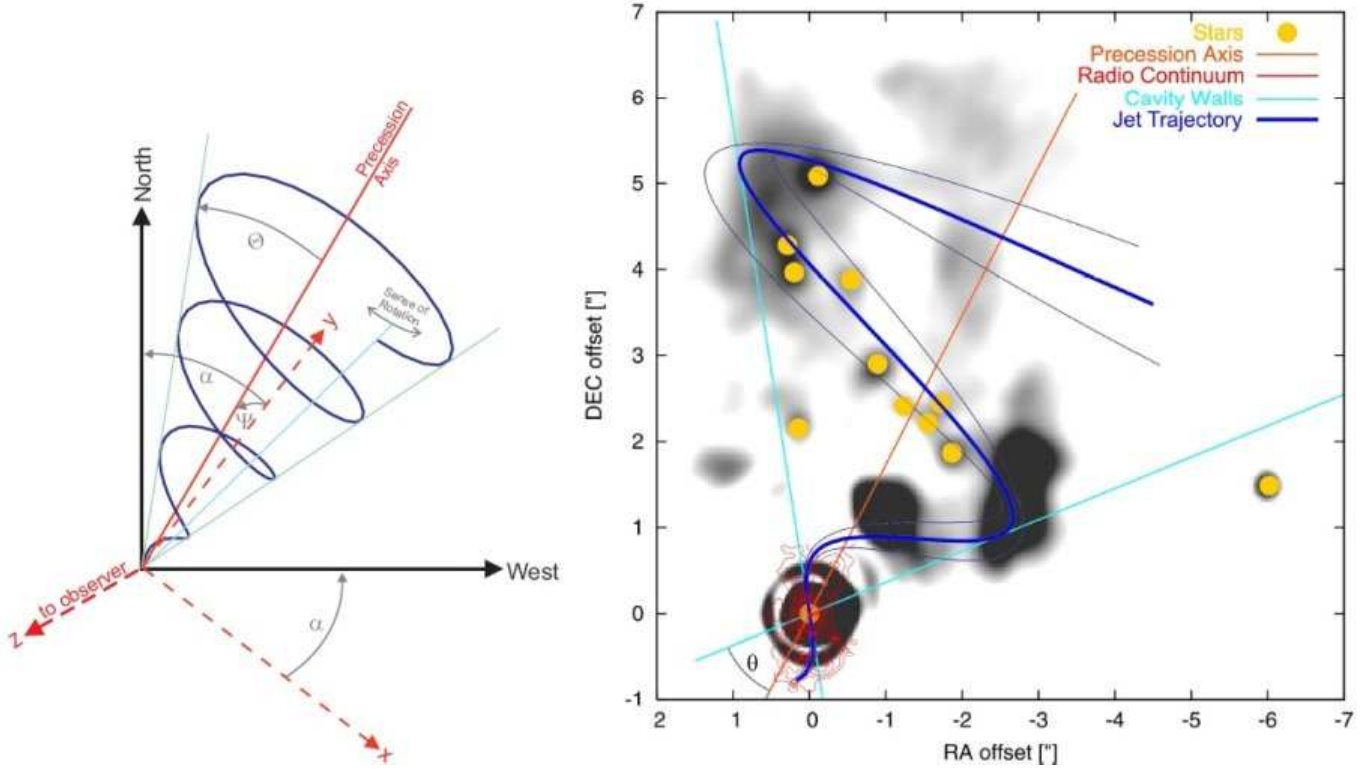 North
Precession
Axis
Θ
Sense of
Rotation
y
α
Ψ
to observer
z
West
α
x
Stars
Precession Axis
Radio Continuum
Cavity Walls
Jet Trajectory
7
6
5
4
3
2
1
0
-1
DEC offset ["]
θ
2 1 0 -1 -2 -3 -4 -5 -6 -7
RA offset ["]